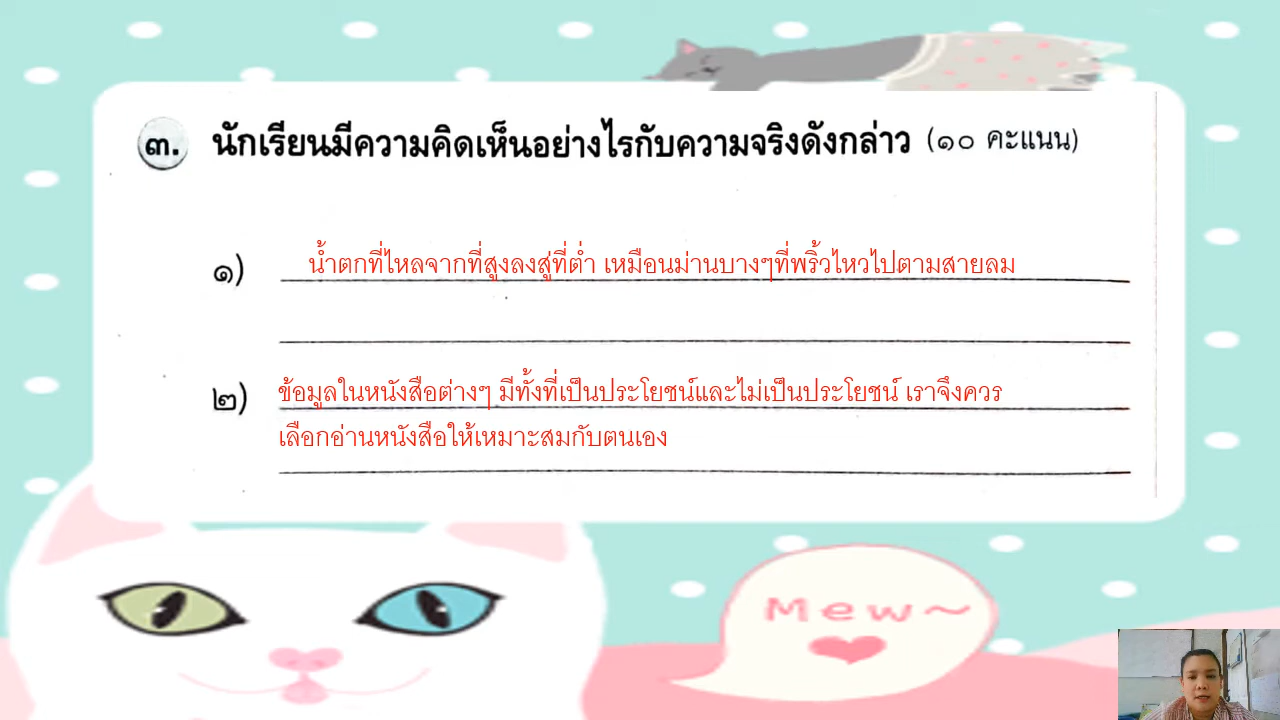 ๓. นักเรียนมีความคิดเห็นอย่างไรกับความจริงดังกล่าว (๑๐ คะแนน)
๑) น้ำตกที่ไหลจากที่สูงลงสู่ที่ต่ำ เหมือนม่านบางๆที่พริ้วไหวไปตามสายลม
๒) ข้อมูลในหนังสือต่างๆ มีทั้งที่เป็นประโยชน์และไม่เป็นประโยชน์ เราจึงควร
เลือกอ่านหนังสือให้เหมาะสมกับตนเอง
Mew~